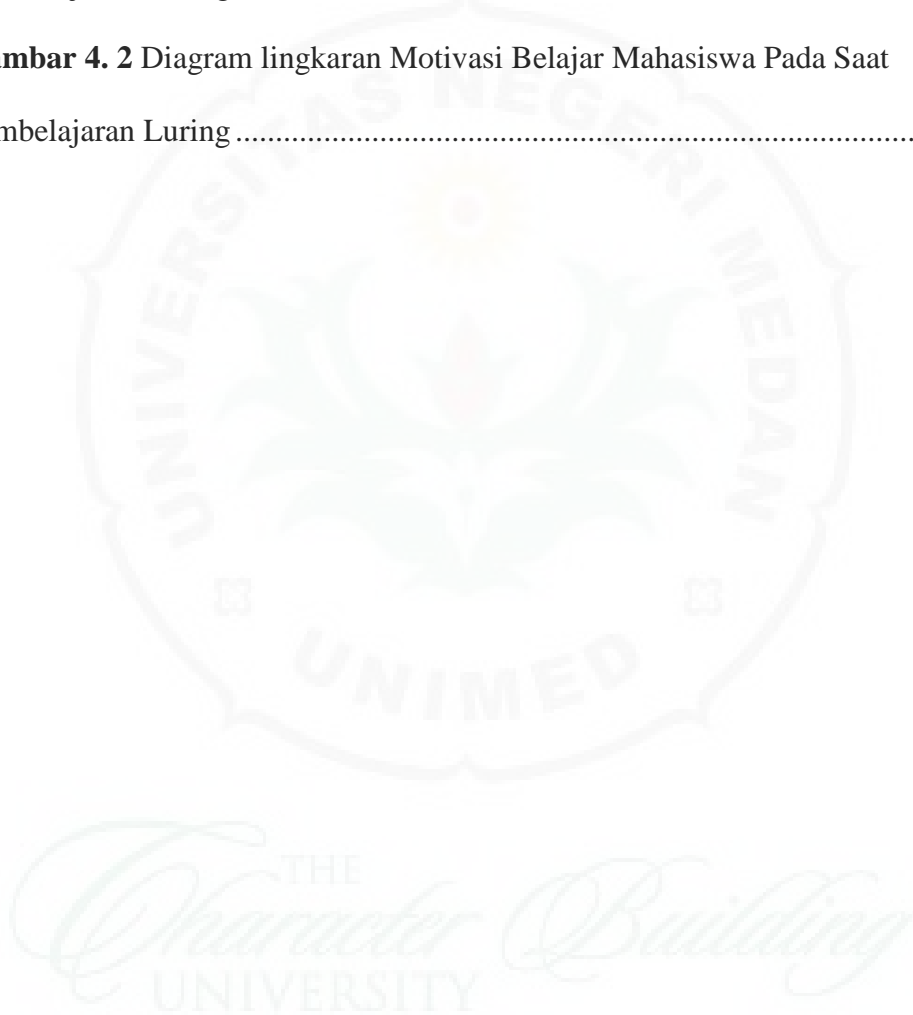 mbar 4. 2 Diagram lingkaran Motivasi Belajar Mahasiswa Pada Saat
mbelajaran Luring.....................................................................................
UNIVERSITAS NEGERI MEDAN
UNIMED
THE
Character Building
UNIVERSITY